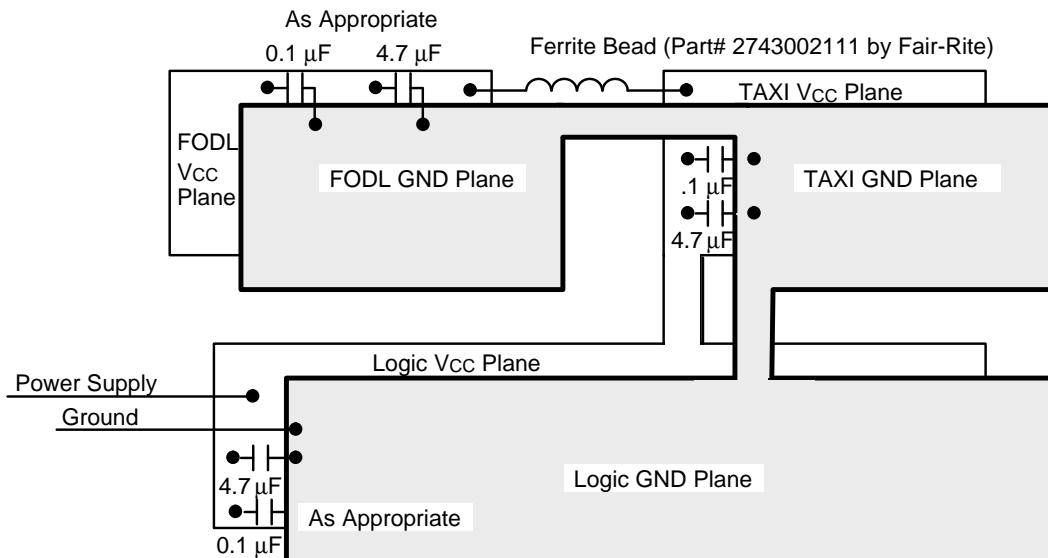 As Appropriate
0.1 μF
4.7 μF
Ferrite Bead (Part# 2743002111 by Fair-Rite)
TAXI VCC Plane
FODL
VCC
Plane
FODL GND Plane
TAXI GND Plane
.1 μF
4.7 μF
Logic VCC Plane
Power Supply
Ground
4.7 μF
Logic GND Plane
As Appropriate
0.1 μF